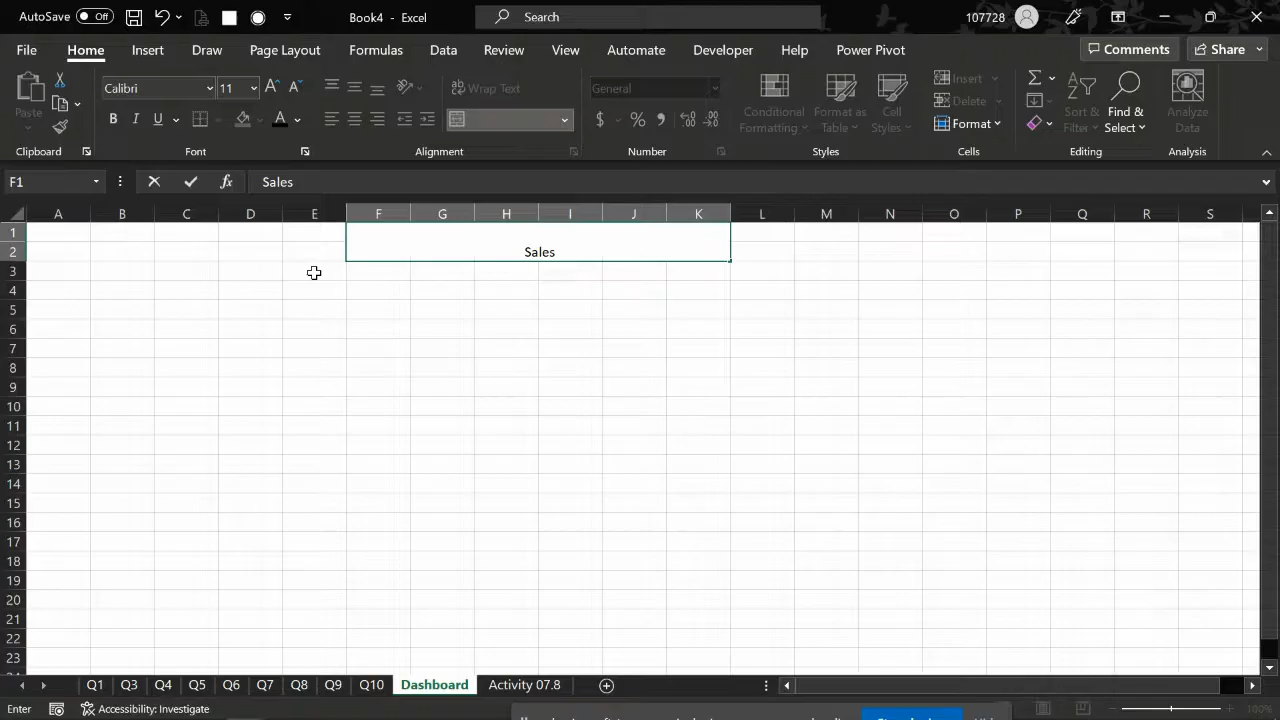 AutoSave Off Book4 - Excel Search 107728
File Home Insert Draw Page Layout Formulas Data Review View Automate Developer Help Power Pivot Comments Share
Calibri 11 Wrap Text General Insert
Paste Conditional Format as Cell Delete Sort & Find & Analyze
B I U A $ % Formatting Table Styles Format Filter Select Data
Clipboard Font Alignment Number Styles Cells Editing Analysis
F1 fx Sales
A B C D E F G H I J K L M N O P Q R S
1
2 Sales
3
4
5
6
7
8
9
10
11
12
13
14
15
16
17
18
19
20
21
22
23
Q1 Q3 Q4 Q5 Q6 Q7 Q8 Q9 Q10 Dashboard Activity 07.8
Enter Accessibility: Investigate 100%